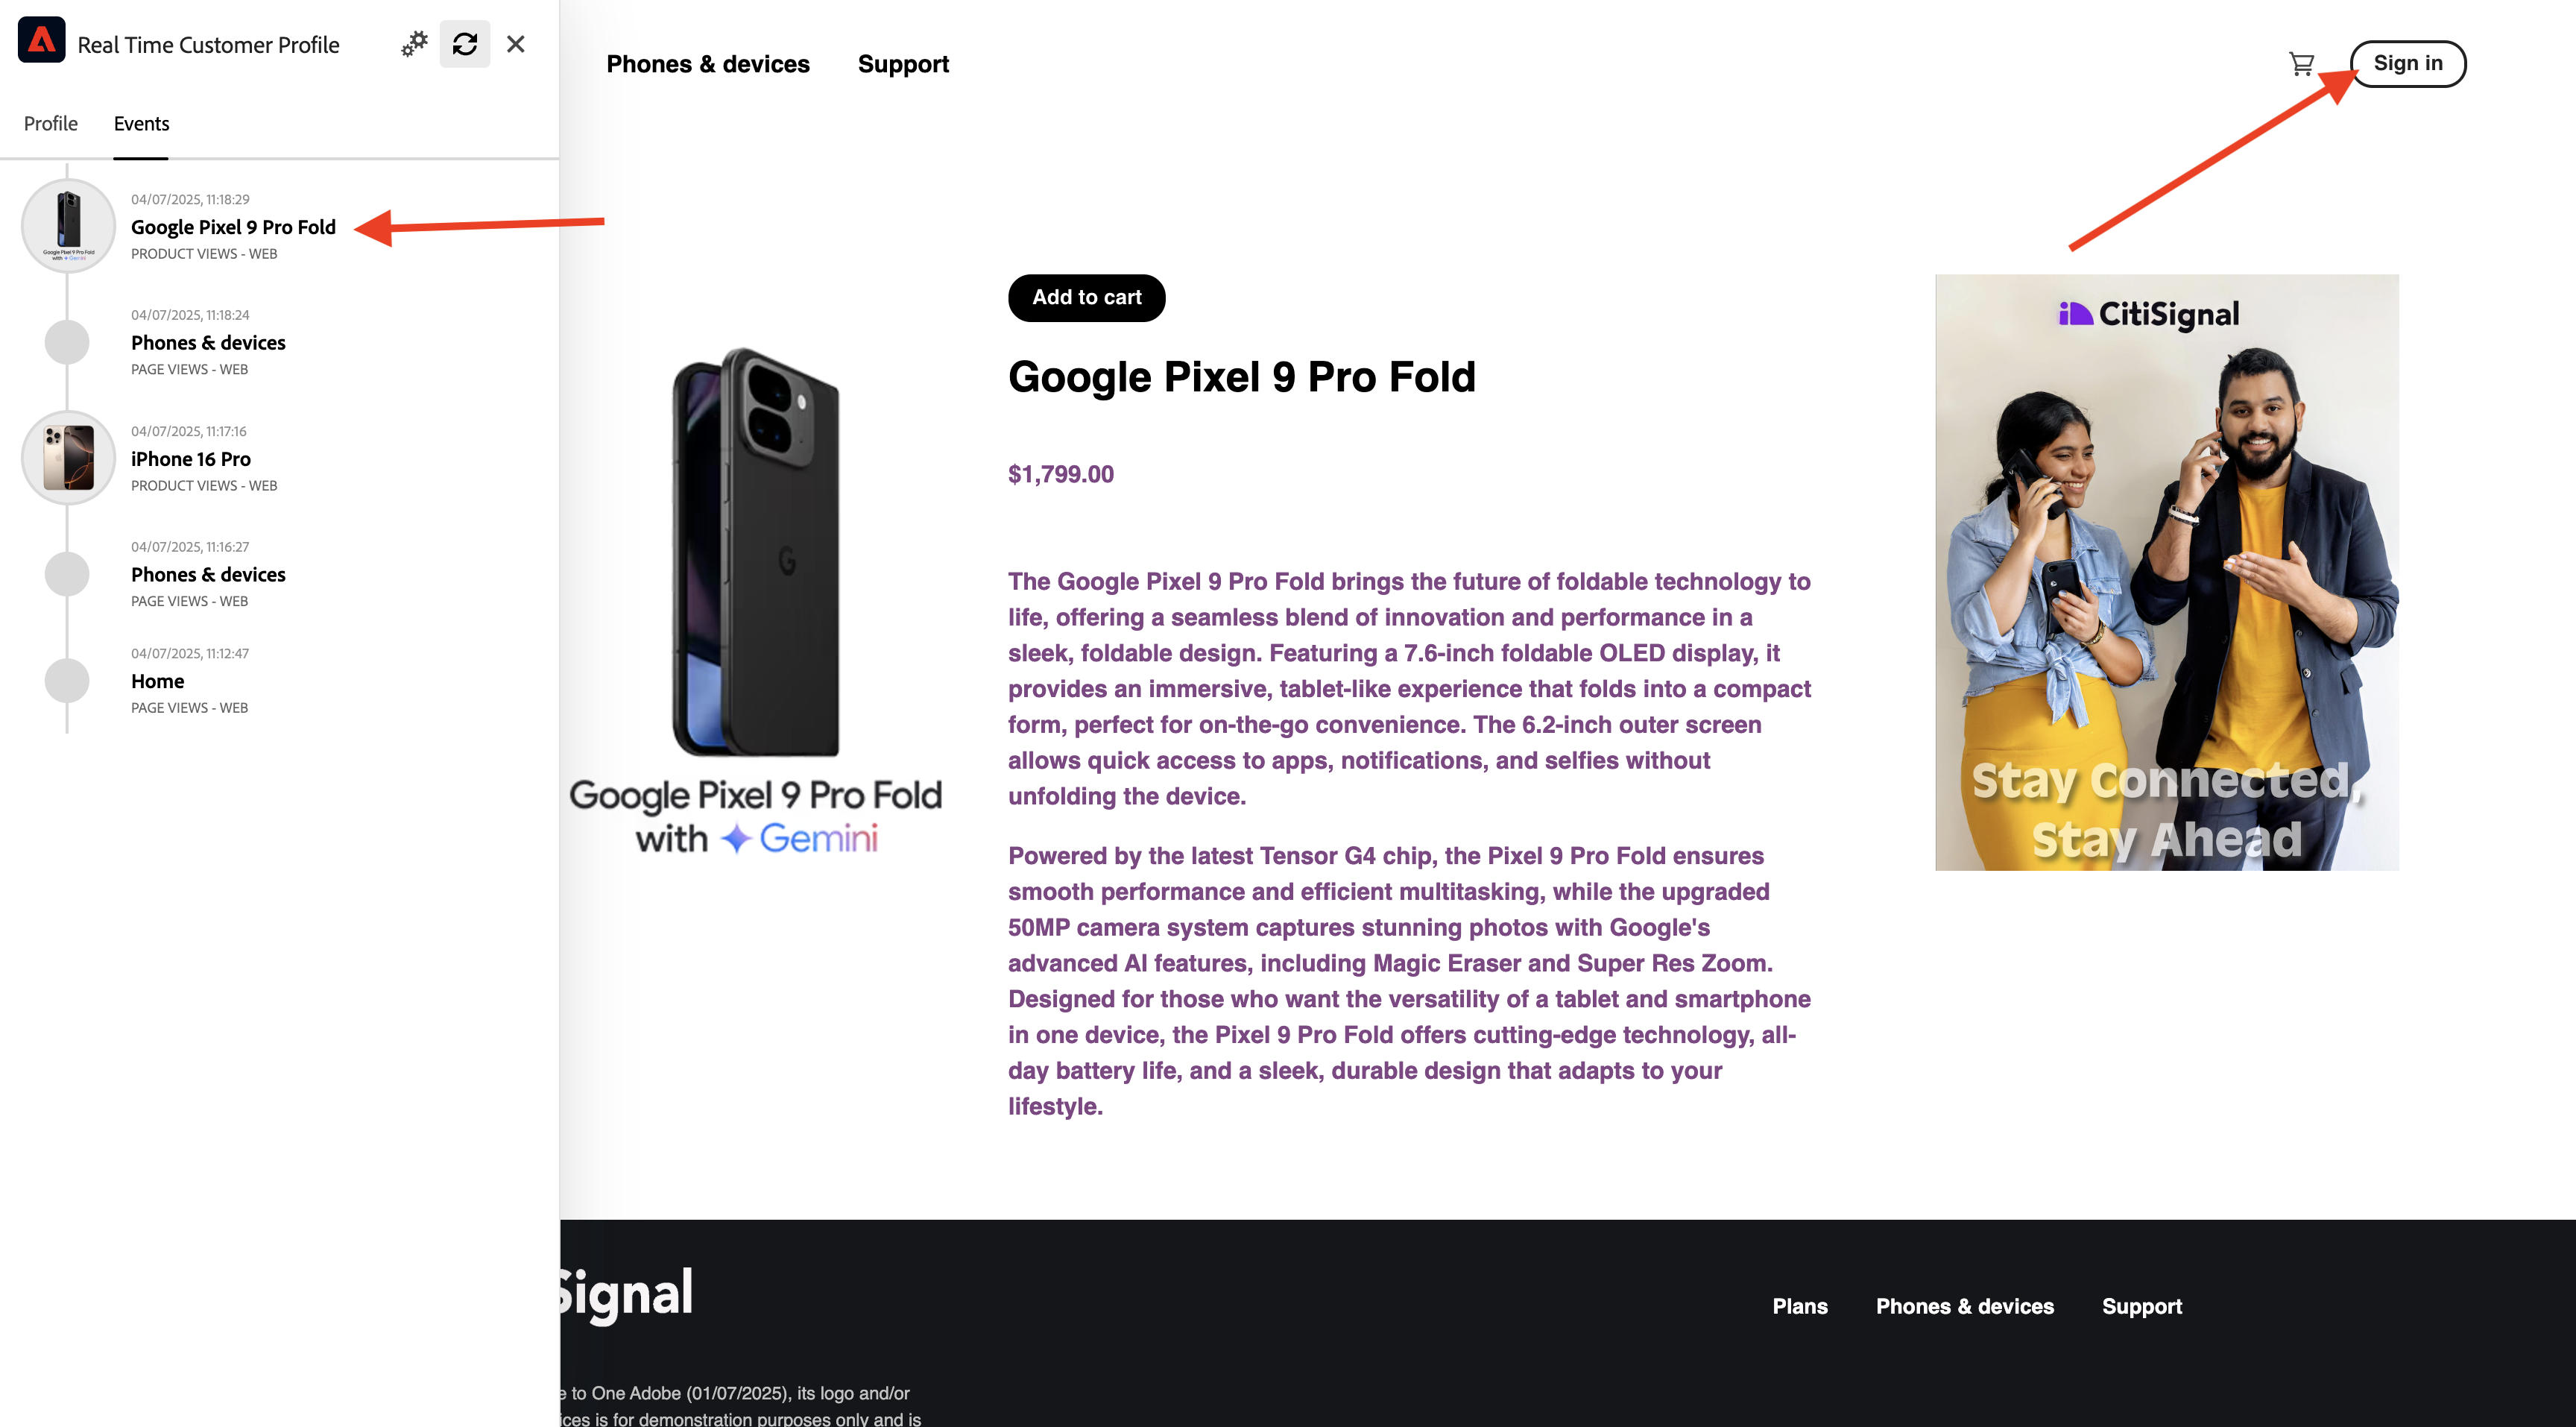 Real Time Customer Profile
Profile
Events
04/07/2025, 11:18:29
Google Pixel 9 Pro Fold
PRODUCT VIEWS - WEB
Google Pixel 9 Pro Fold
with Gemini
04/07/2025, 11:18:24
Phones & devices
PAGE VIEWS - WEB
04/07/2025, 11:17:16
iPhone 16 Pro
PRODUCT VIEWS - WEB
04/07/2025, 11:16:27
Phones & devices
PAGE VIEWS - WEB
04/07/2025, 11:12:47
Home
PAGE VIEWS - WEB
Phones & devices
Support
Sign in
Google Pixel 9 Pro Fold
with Gemini
Add to cart
Google Pixel 9 Pro Fold
$1,799.00
The Google Pixel 9 Pro Fold brings the future of foldable technology to
life, offering a seamless blend of innovation and performance in a
sleek, foldable design. Featuring a 7.6-inch foldable OLED display, it
provides an immersive, tablet-like experience that folds into a compact
form, perfect for on-the-go convenience. The 6.2-inch outer screen
allows quick access to apps, notifications, and selfies without
unfolding the device.
Powered by the latest Tensor G4 chip, the Pixel 9 Pro Fold ensures
smooth performance and efficient multitasking, while the upgraded
50MP camera system captures stunning photos with Google's
advanced AI features, including Magic Eraser and Super Res Zoom.
Designed for those who want the versatility of a tablet and smartphone
in one device, the Pixel 9 Pro Fold offers cutting-edge technology, all-
day battery life, and a sleek, durable design that adapts to your
lifestyle.
CitiSignal
Stay Connected,
Stay Ahead
Signal
Plans
Phones & devices
Support
e to One Adobe (01/07/2025), its logo and/or
ices is for demonstration purposes only and is